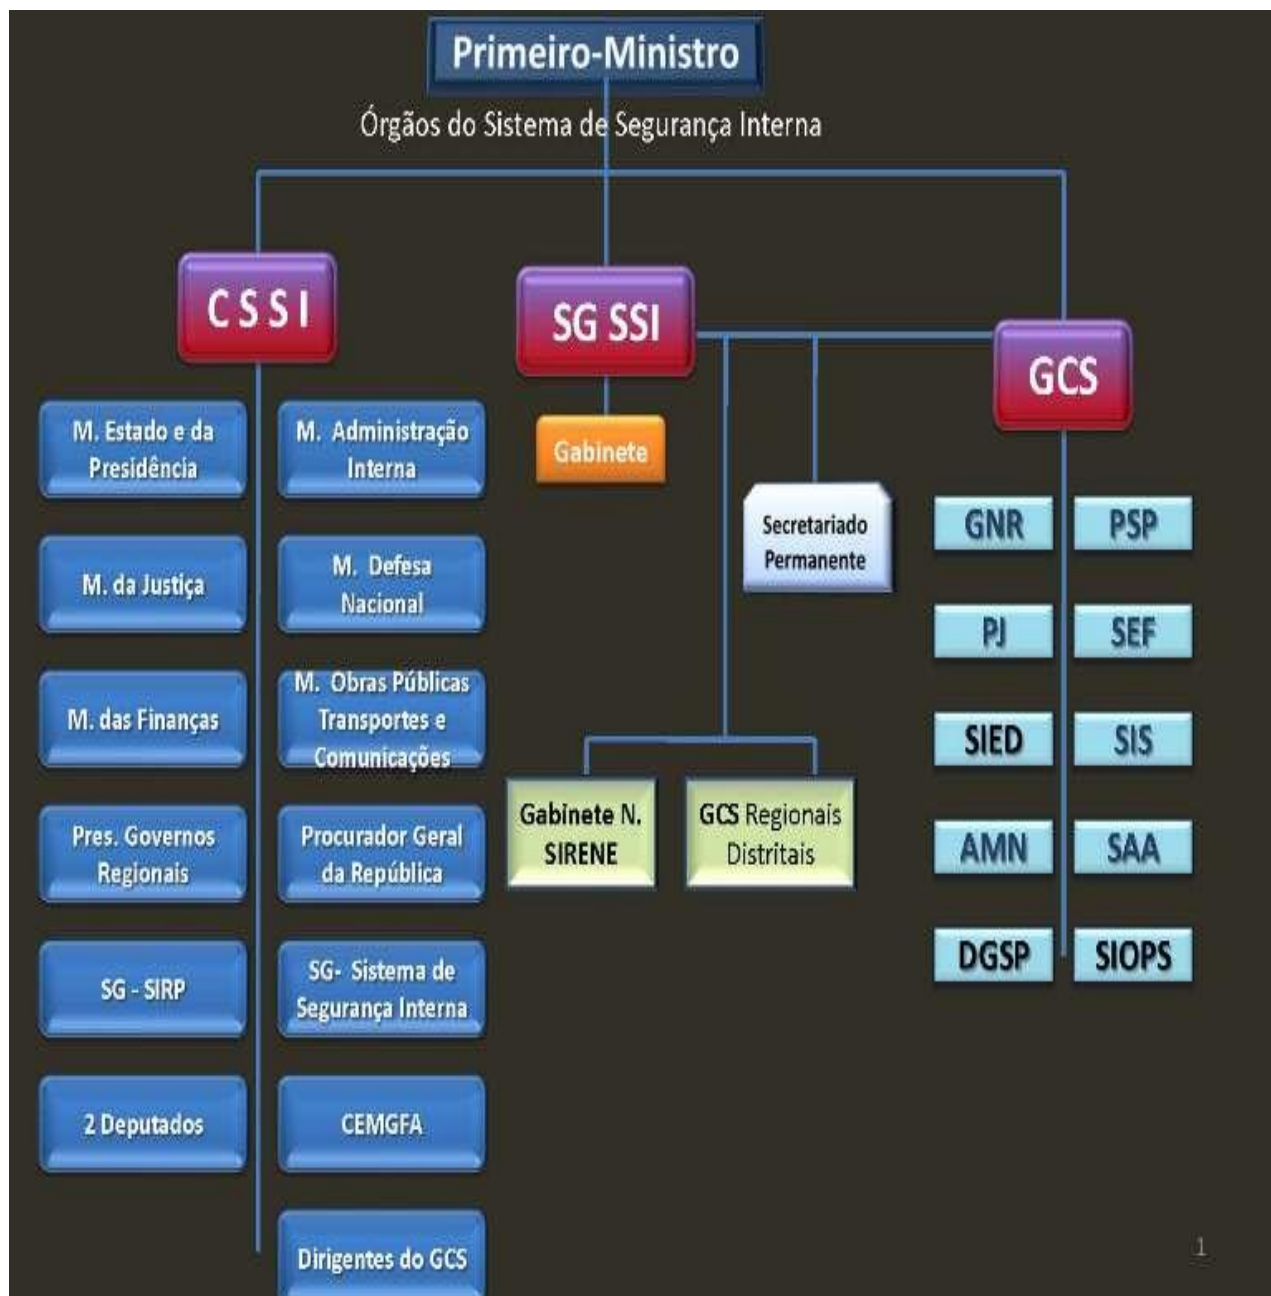 Primeiro-Ministro
Órgãos do Sistema de Segurança Interna
C S S I
SG SSI
GCS
M. Estado e da
Presidência
M. Administração
Interna
M. da Justiça
M. Defesa
Nacional
M. das Finanças
M. Obras Públicas
Transportes e
Comunicações
Pres. Governos
Regionais
Procurador Geral
da República
SG - SIRP
SG- Sistema de
Segurança Interna
2 Deputados
CEMGFA
Dirigentes do GCS
Gabinete
Secretariado
Permanente
Gabinete N.
SIRENE
GCS Regionais
Distritais
GNR
PSP
PJ
SEF
SIED
SIS
AMN
SAA
DGSP
SIOPS
1